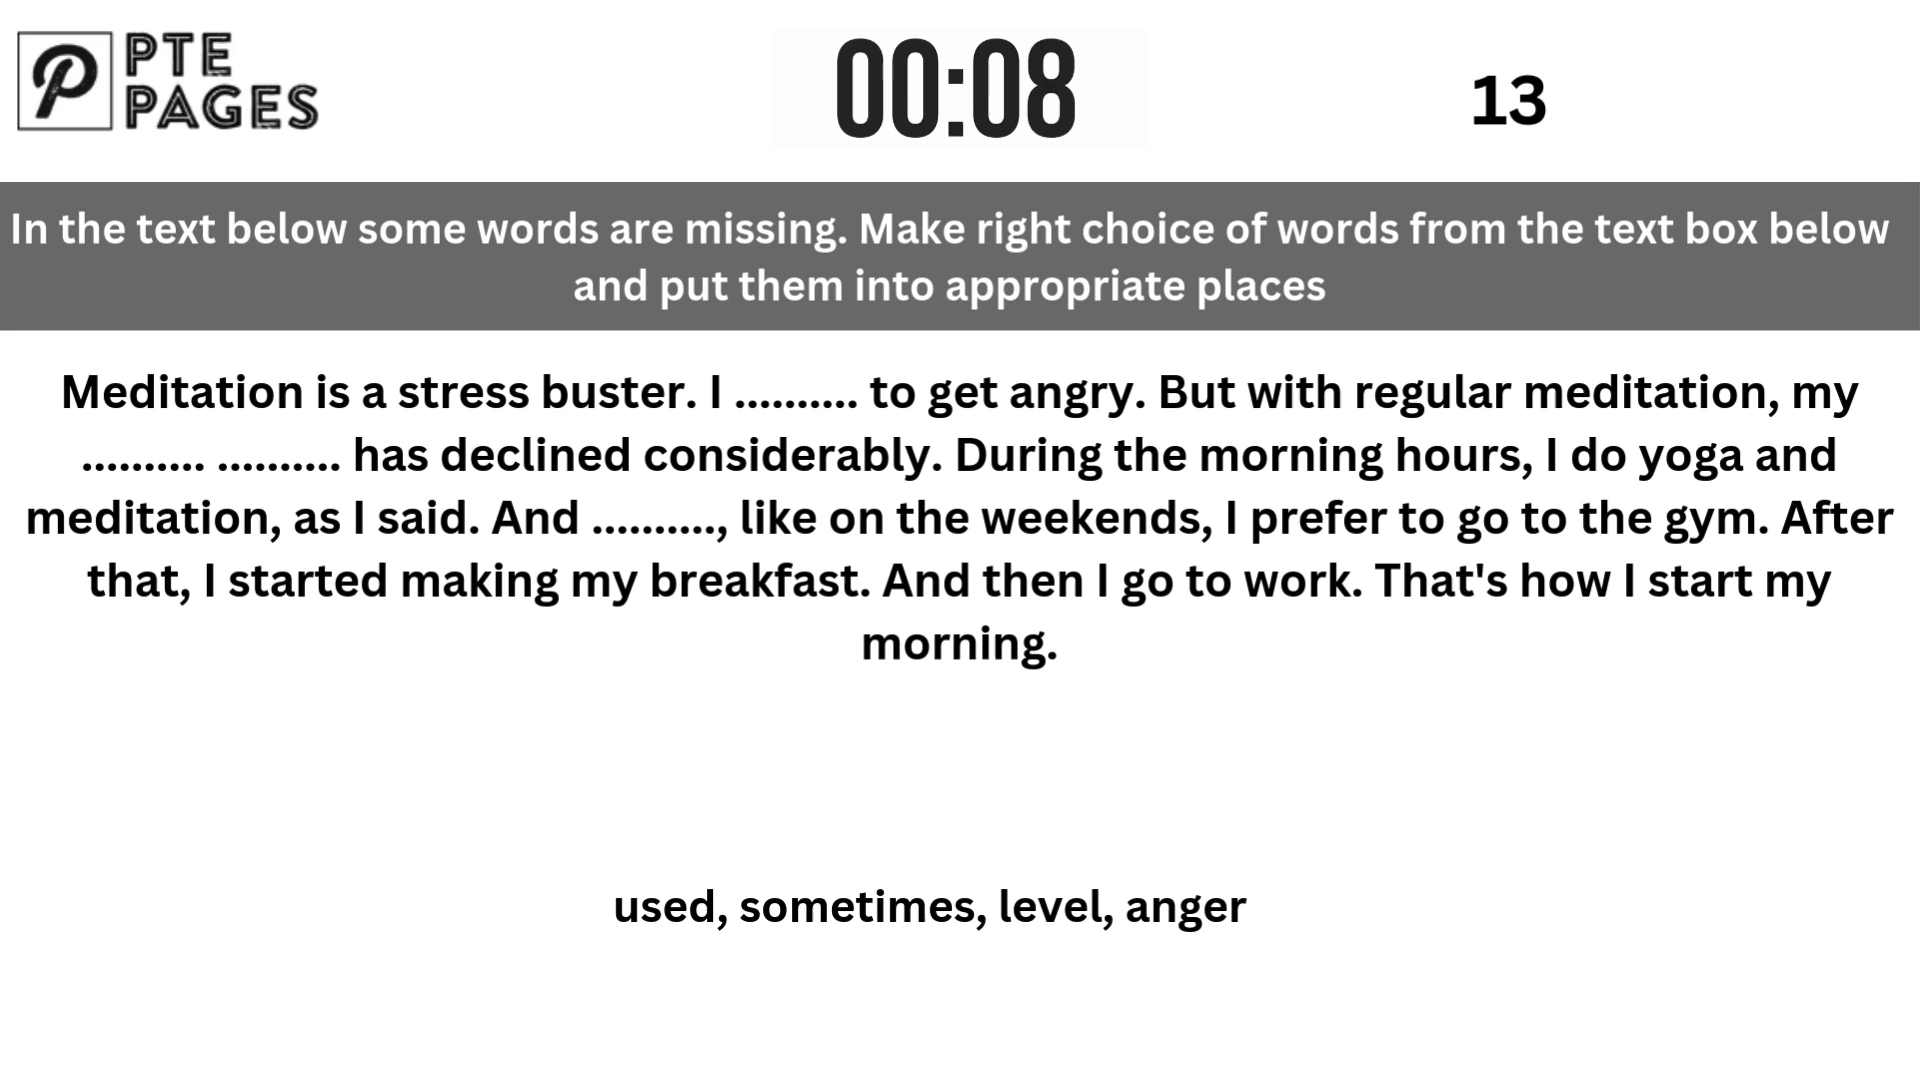 PTE
PAGES
00:08
13
In the text below some words are missing. Make right choice of words from the text box below
and put them into appropriate places
Meditation is a stress buster. I .......... to get angry. But with regular meditation, my
.......... .......... has declined considerably. During the morning hours, I do yoga and
meditation, as I said. And .........., like on the weekends, I prefer to go to the gym. After
that, I started making my breakfast. And then I go to work. That's how I start my
morning.
used, sometimes, level, anger